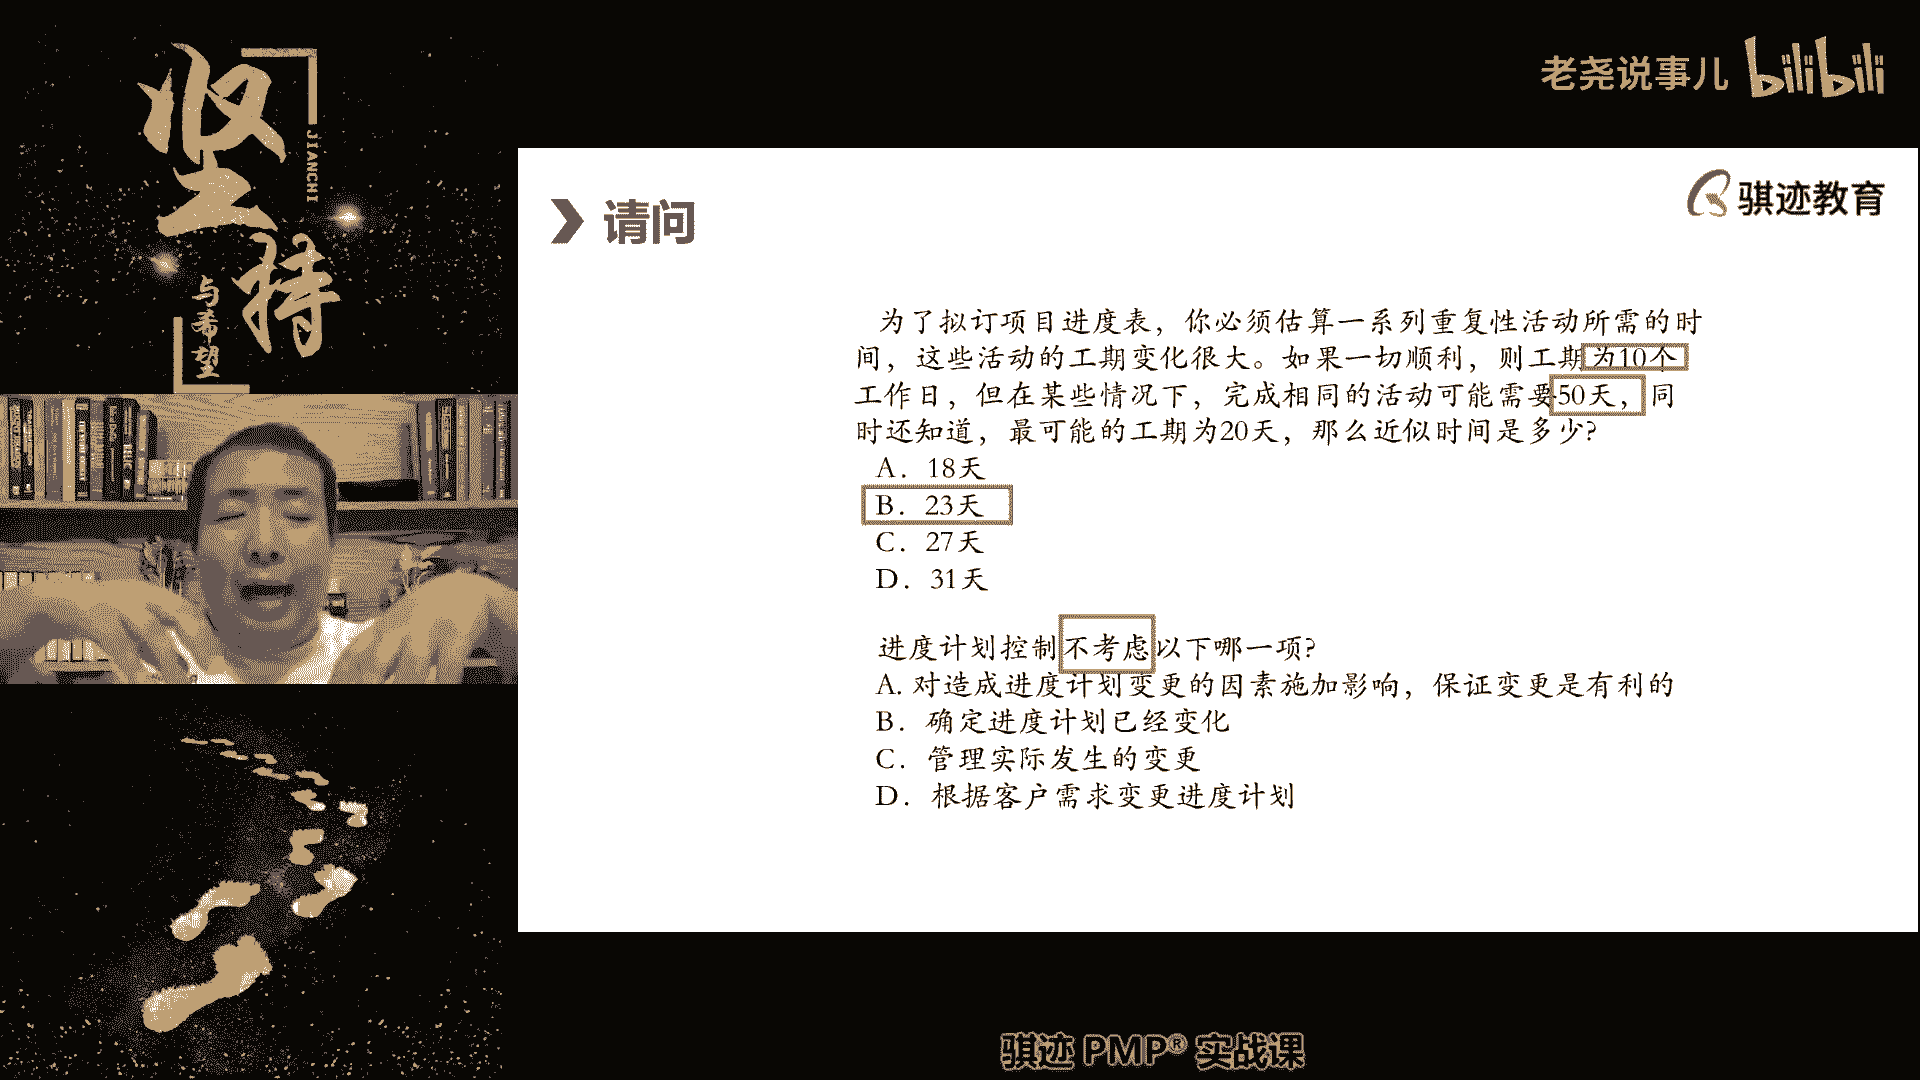 坚持
JIANCHI
与希望
老尧说事儿 bilibili
骐迹教育
请问
为了拟订项目进度表，你必须估算一系列重复性活动所需的时
间，这些活动的工期变化很大。如果一切顺利，则工期为10个
工作日，但在某些情况下，完成相同的活动可能需要50天，同
时还知道，最可能的工期为20天，那么近似时间是多少?
A．18天
B．23天
C．27天
D．31天
进度计划控制不考虑以下哪一项?
A. 对造成进度计划变更的因素施加影响，保证变更是有利的
B．确定进度计划已经变化
C．管理实际发生的变更
D．根据客户需求变更进度计划
骐迹 PMP® 实战课